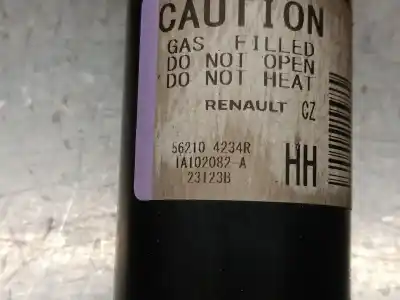 CAUTION
GAS FILLED
DO NOT OPEN
DO NOT HEAT
RENAULT CZ
56210 4234R
1A102082-A
23123B
HH